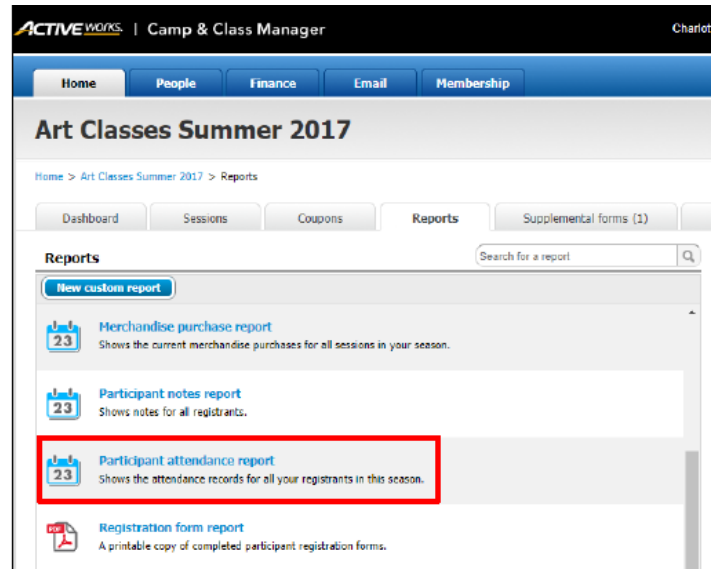 ACTIVE WORKS. | Camp & Class Manager Charlot
Home People Finance Email Membership
Art Classes Summer 2017
Home > Art Classes Summer 2017 > Reports
Dashboard Sessions Coupons Reports Supplemental forms (1)
Reports Search for a report
New custom report
23 Merchandise purchase report
Shows the current merchandise purchases for all sessions in your season.
23 Participant notes report
Shows notes for all registrants.
23 Participant attendance report
Shows the attendance records for all your registrants in this season.
PDF Registration form report
A printable copy of completed participant registration forms.